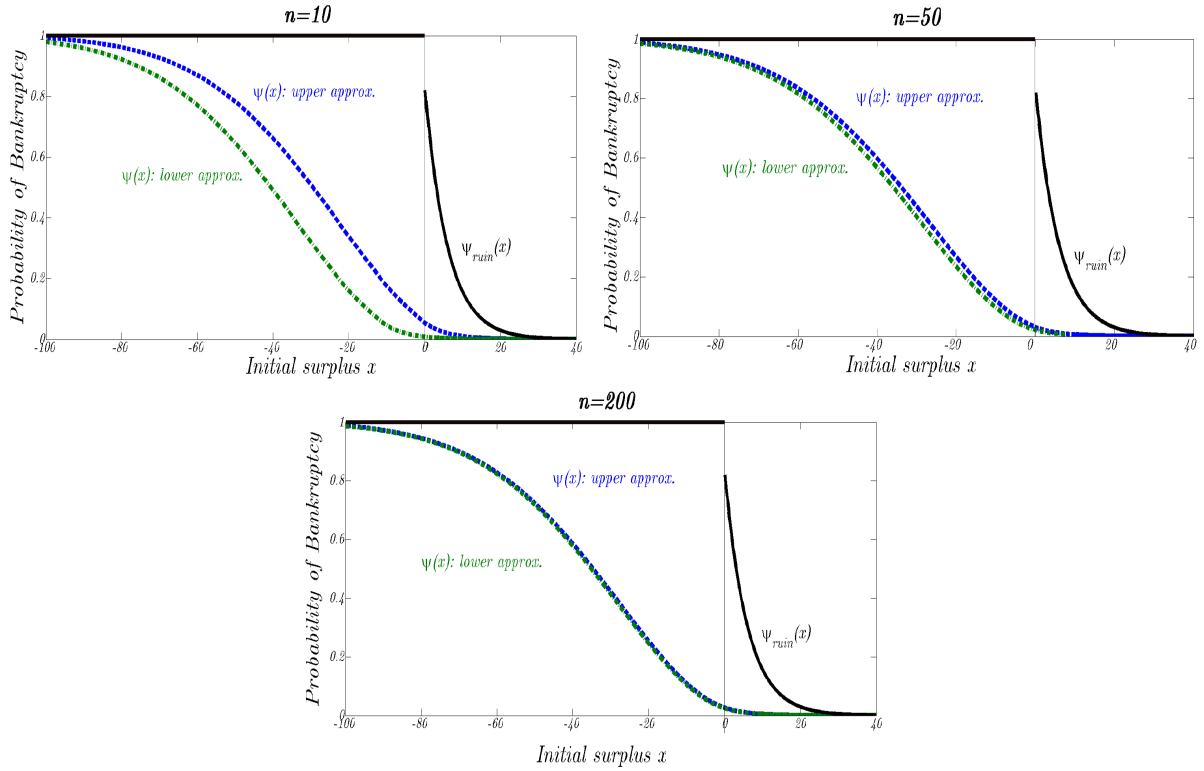 n=10
Probability of Bankruptcy
1
0.8
0.6
0.4
0.2
0
ψ(x): upper approx.
ψ(x): lower approx.
ψruin(x)
-100 -80 -60 -40 -20 0 20 40
Initial surplus x
n=50
Probability of Bankruptcy
1
0.8
0.6
0.4
0.2
0
ψ(x): upper approx.
ψ(x): lower approx.
ψruin(x)
-100 -80 -60 -40 -20 0 20 40
Initial surplus x
n=200
Probability of Bankruptcy
1
0.8
0.6
0.4
0.2
0
ψ(x): upper approx.
ψ(x): lower approx.
ψruin(x)
-100 -80 -60 -40 -20 0 20 40
Initial surplus x